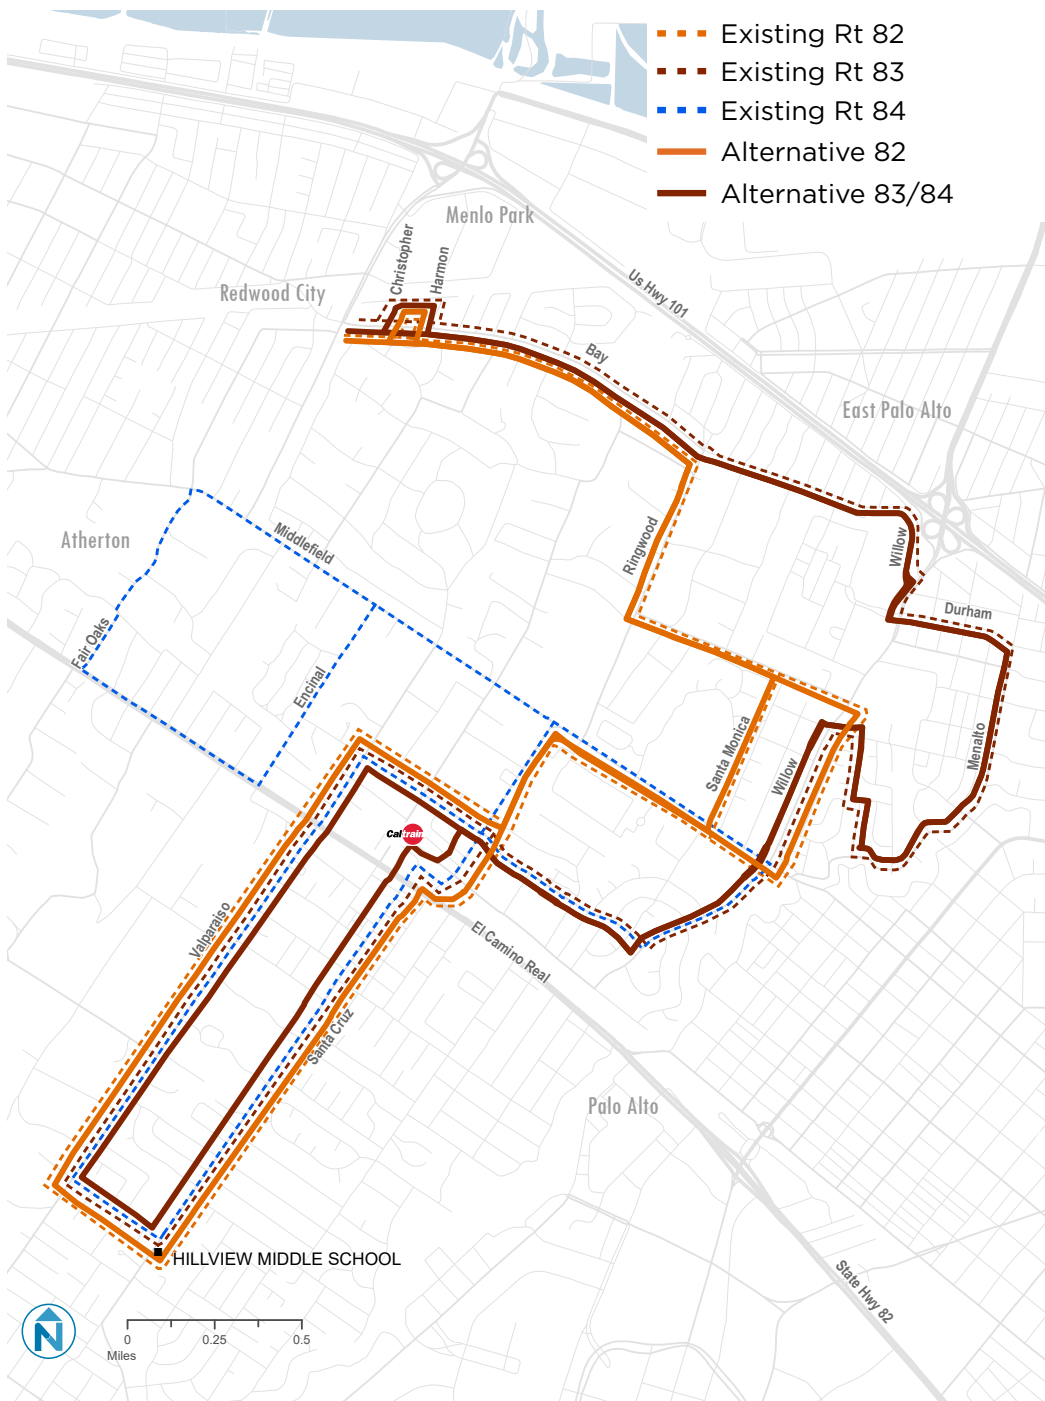 Existing Rt 82
Existing Rt 83
Existing Rt 84
Alternative 82
Alternative 83/84
Menlo Park
Christopher
Harmon
Redwood City
Us Hwy 101
Bay
East Palo Alto
Atherton
Middlefield
Ringwood
Willow
Durham
Fair Oaks
Encinal
Santa Monica
Willow
Menalto
Caltrain
Valparaiso
El Camino Real
Santa Cruz
Palo Alto
HILLVIEW MIDDLE SCHOOL
State Hwy 82
N
0 0.25 0.5
Miles